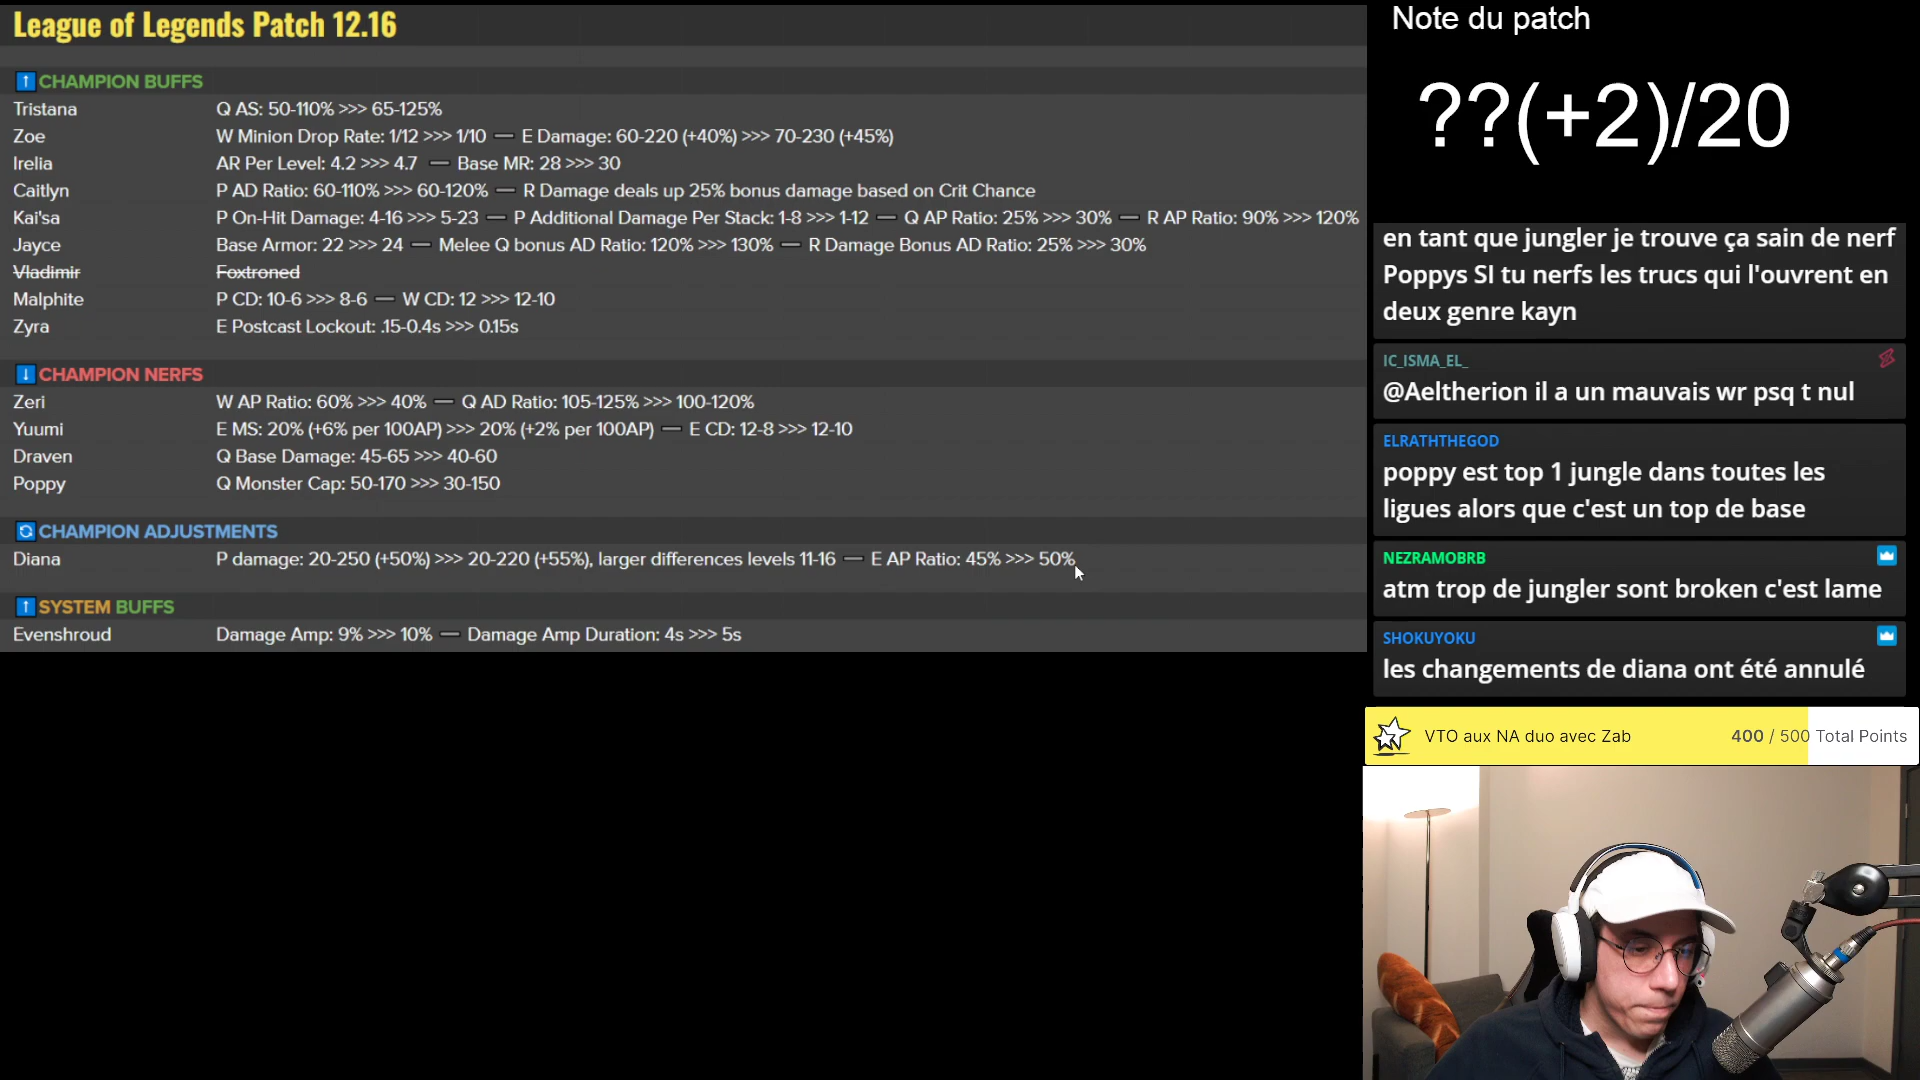 League of Legends Patch 12.16
CHAMPION BUFFS
Tristana Q AS: 50-110% >>> 65-125%
Zoe W Minion Drop Rate: 1/12 >>> 1/10 — E Damage: 60-220 (+40%) >>> 70-230 (+45%)
Irelia AR Per Level: 4.2 >>> 4.7 — Base MR: 28 >>> 30
Caitlyn P AD Ratio: 60-110% >>> 60-120% — R Damage deals up 25% bonus damage based on Crit Chance
Kai'sa P On-Hit Damage: 4-16 >>> 5-23 — P Additional Damage Per Stack: 1-8 >>> 1-12 — Q AP Ratio: 25% >>> 30% — R AP Ratio: 90% >>> 120%
Jayce Base Armor: 22 >>> 24 — Melee Q bonus AD Ratio: 120% >>> 130% — R Damage Bonus AD Ratio: 25% >>> 30%
Vladimir Foxtroned
Malphite P CD: 10-6 >>> 8-6 — W CD: 12 >>> 12-10
Zyra E Postcast Lockout: .15-0.4s >>> 0.15s
CHAMPION NERFS
Zeri W AP Ratio: 60% >>> 40% — Q AD Ratio: 105-125% >>> 100-120%
Yuumi E MS: 20% (+6% per 100AP) >>> 20% (+2% per 100AP) — E CD: 12-8 >>> 12-10
Draven Q Base Damage: 45-65 >>> 40-60
Poppy Q Monster Cap: 50-170 >>> 30-150
CHAMPION ADJUSTMENTS
Diana P damage: 20-250 (+50%) >>> 20-220 (+55%), larger differences levels 11-16 — E AP Ratio: 45% >>> 50%
SYSTEM BUFFS
Evenshroud Damage Amp: 9% >>> 10% — Damage Amp Duration: 4s >>> 5s
Note du patch
??(+2)/20
en tant que jungler je trouve ça sain de nerf
Poppys SI tu nerfs les trucs qui l'ouvrent en
deux genre kayn
IC_ISMA_EL_
@Aeltherion il a un mauvais wr psq t nul
ELRATHTHEGOD
poppy est top 1 jungle dans toutes les
ligues alors que c'est un top de base
NEZRAMOBRB
atm trop de jungler sont broken c'est lame
SHOKUYOKU
les changements de diana ont été annulé
VTO aux NA duo avec Zab 400 / 500 Total Points